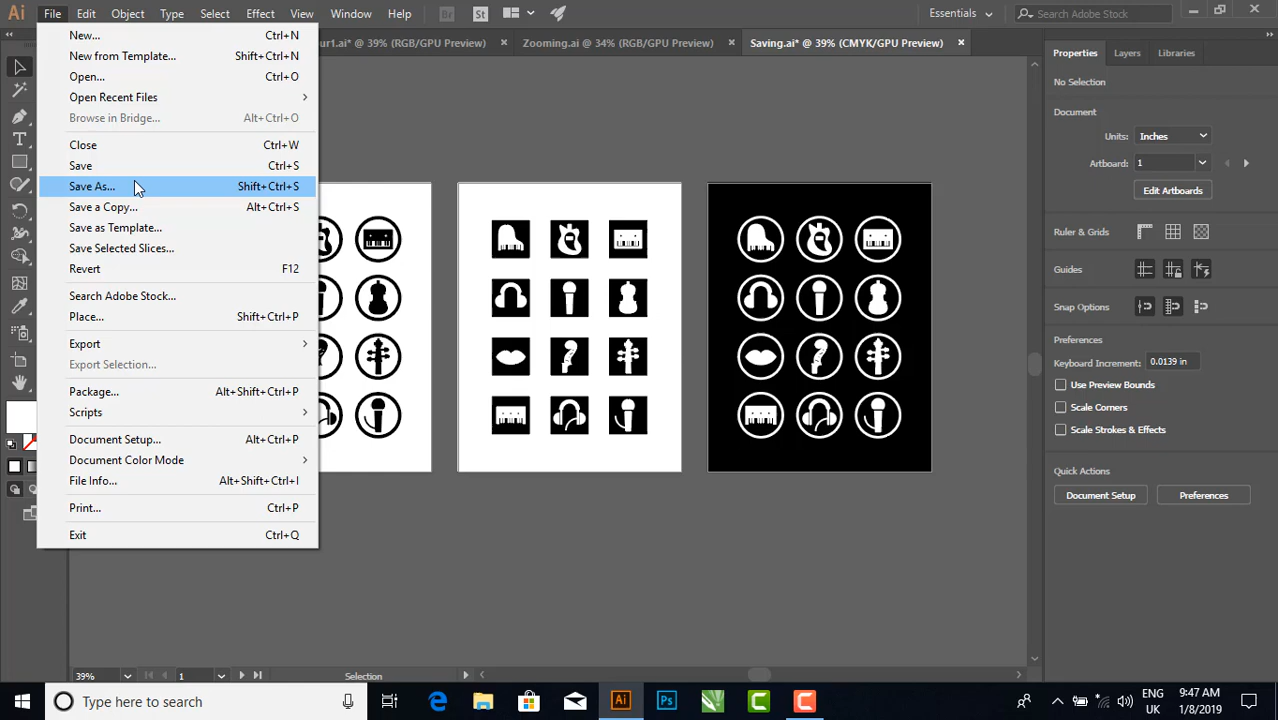 Ai File Edit Object Type Select Effect View Window Help Br St Essentials Search Adobe Stock
ur1.ai* @ 39% (RGB/GPU Preview) × Zooming.ai @ 34% (RGB/GPU Preview) × Saving.ai* @ 39% (CMYK/GPU Preview) ×
New... Ctrl+N
New from Template... Shift+Ctrl+N
Open... Ctrl+O
Open Recent Files
Browse in Bridge... Alt+Ctrl+O
Close Ctrl+W
Save Ctrl+S
Save As... Shift+Ctrl+S
Save a Copy... Alt+Ctrl+S
Save as Template...
Save Selected Slices...
Revert F12
Search Adobe Stock...
Place... Shift+Ctrl+P
Export
Export Selection...
Package... Alt+Shift+Ctrl+P
Scripts
Document Setup... Alt+Ctrl+P
Document Color Mode
File Info... Alt+Shift+Ctrl+I
Print... Ctrl+P
Exit Ctrl+Q
Properties Layers Libraries
No Selection
Document
Units: Inches
Artboard: 1
Edit Artboards
Ruler & Grids
Guides
Snap Options
Preferences
Keyboard Increment: 0.0139 in
Use Preview Bounds
Scale Corners
Scale Strokes & Effects
Quick Actions
Document Setup Preferences
39% 1 Selection
Type here to search
Ai Ps
ENG
UK
9:47 AM
1/8/2019